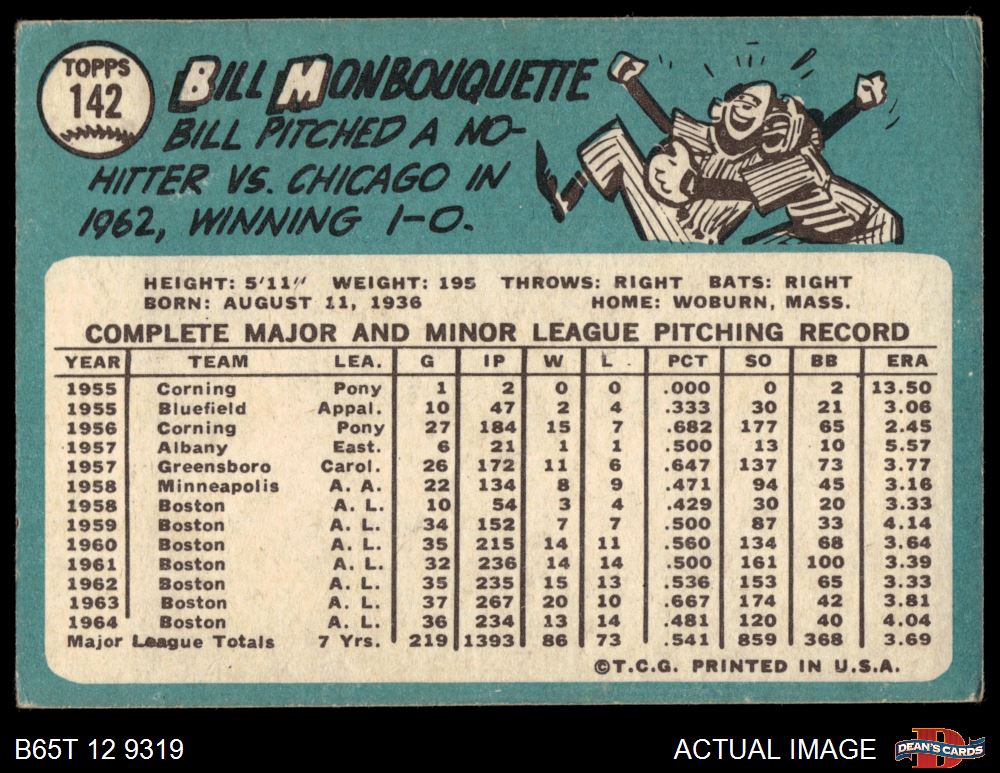 TOPPS
142
BILL MONBOUQUETTE
BILL PITCHED A NO-
HITTER VS. CHICAGO IN
1962, WINNING 1-0.
HEIGHT: 5'11" WEIGHT: 195 THROWS: RIGHT BATS: RIGHT
BORN: AUGUST 11, 1936 HOME: WOBURN, MASS.
COMPLETE MAJOR AND MINOR LEAGUE PITCHING RECORD
YEAR TEAM LEA. G IP W L PCT SO BB ERA
1955 Corning Pony 1 2 0 0 .000 0 2 13.50
1955 Bluefield Appal. 10 47 2 4 .333 30 21 3.06
1956 Corning Pony 27 184 15 7 .682 177 65 2.45
1957 Albany East. 6 21 1 1 .500 13 10 5.57
1957 Greensboro Carol. 26 172 11 6 .647 137 73 3.77
1958 Minneapolis A. A. 22 134 8 9 .471 94 45 3.16
1958 Boston A. L. 10 54 3 4 .429 30 20 3.33
1959 Boston A. L. 34 152 7 7 .500 87 33 4.14
1960 Boston A. L. 35 215 14 11 .560 134 68 3.64
1961 Boston A. L. 32 236 14 14 .500 161 100 3.39
1962 Boston A. L. 35 235 15 13 .536 153 65 3.33
1963 Boston A. L. 37 267 20 10 .667 174 42 3.81
1964 Boston A. L. 36 234 13 14 .481 120 40 4.04
Major League Totals 7 Yrs. 219 1393 86 73 .541 859 368 3.69
©T.C.G. PRINTED IN U.S.A.
B65T 12 9319 ACTUAL IMAGE DEAN'S CARDS